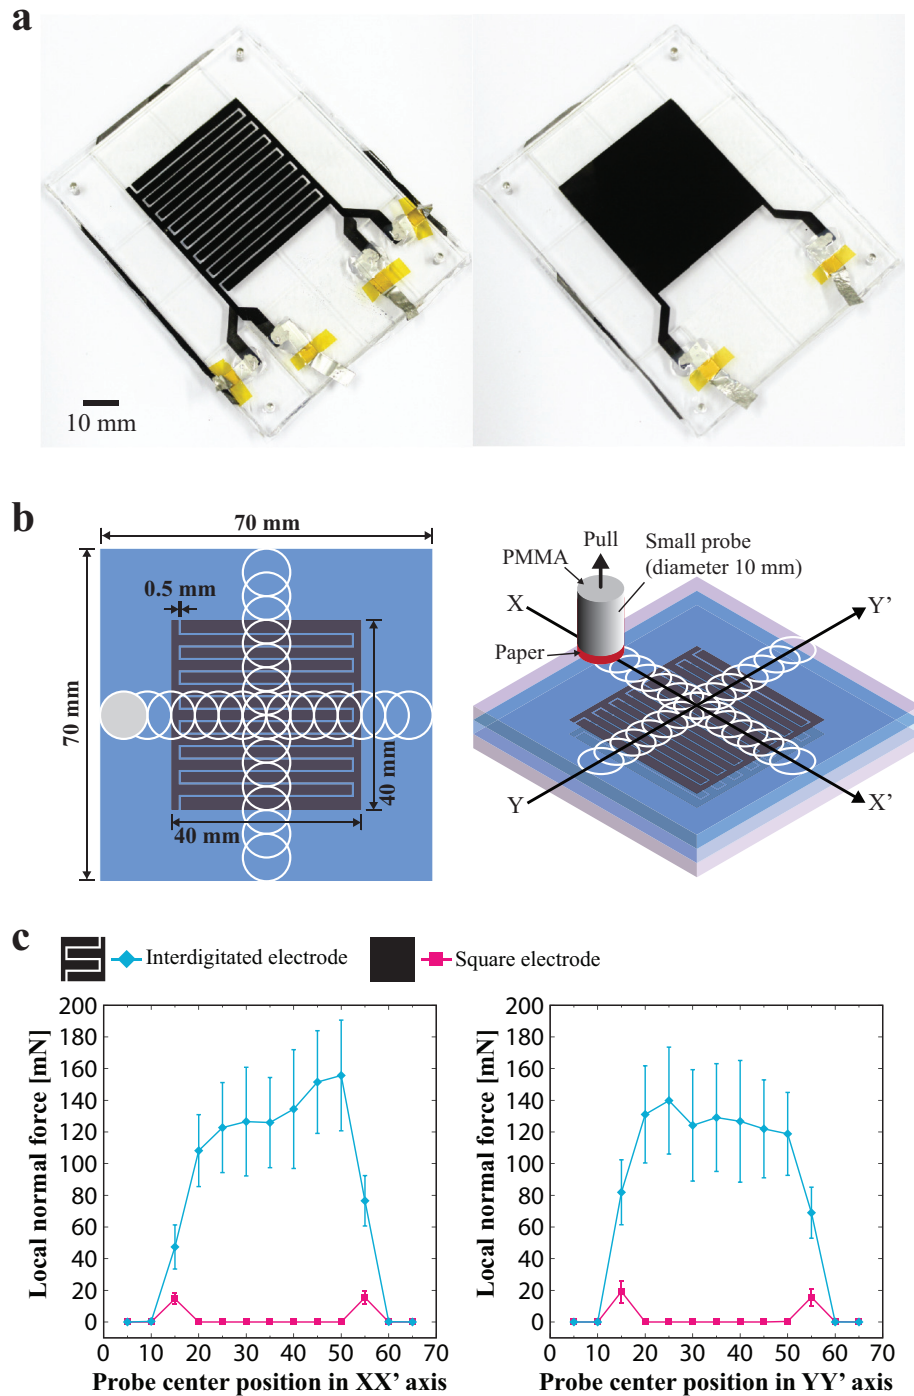 a
10 mm
b
70 mm
70 mm
0.5 mm
40 mm
40 mm
Pull
PMMA
Small probe
(diameter 10 mm)
X
Y'
Paper
Y
X'
c
Interdigitated electrode
Square electrode
Local normal force [mN]
200
180
160
140
120
100
80
60
40
20
0
0 10 20 30 40 50 60 70
Probe center position in XX' axis
Local normal force [mN]
200
180
160
140
120
100
80
60
40
20
0
0 10 20 30 40 50 60 70
Probe center position in YY' axis